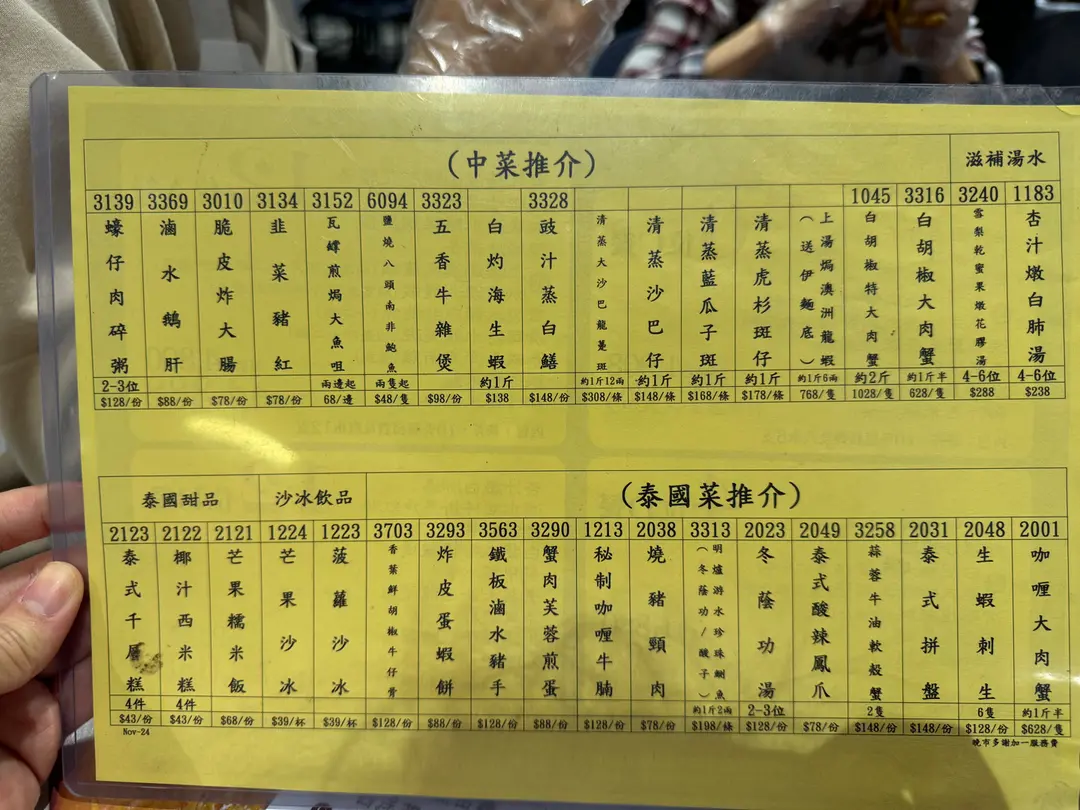 滋補湯水
1183
杏汁燉白肺湯
4-6位
$238
3240
雪梨乾蜜果燉花膠湯
4-6位
$288
(中菜推介)
3316
白胡椒大肉蟹
約1斤半
628/隻
1045
白胡椒特大肉蟹
約2斤
1028/隻
上湯焗澳洲龍蝦
(送伊麵底)
約1斤6兩
768/隻
清蒸虎杉斑仔
約1斤
$178/條
清蒸藍瓜子斑
約1斤
$168/條
清蒸沙巴仔
約1斤
$148/條
清蒸大沙巴龍躉斑
約1斤12兩
$308/條
3328
豉汁蒸白鱔
$148/份
白灼海生蝦
約1斤
$138
3323
五香牛雜煲
$98/份
6094
鹽燒八頭南非鮑魚
兩隻起
$48/隻
3152
瓦罉煎焗大魚咀
兩邊起
68/邊
3134
韭菜豬紅
$78/份
3010
脆皮炸大腸
$78/份
3369
滷水鵝肝
$88/份
3139
蠔仔肉碎粥
2-3位
$128/份
(泰國菜推介)
2001
咖喱大肉蟹
約1斤半
$628/隻
2048
生蝦刺生
6隻
$128/份
2031
泰式拼盤
$148/份
3258
蒜蓉牛油軟殼蟹
2隻
$148/份
2049
泰式酸辣鳳爪
$78/份
2023
冬蔭功湯
2-3位
$128/份
3313
明爐游水珍珠䱽魚
(冬蔭功/酸子)
約1斤2兩
$198/條
2038
燒豬頸肉
$78/份
1213
秘制咖喱牛腩
$128/份
3290
蟹肉芙蓉煎蛋
$88/份
3563
鐵板滷水豬手
$128/份
3293
炸皮蛋蝦餅
$88/份
3703
香葉鮮胡椒牛仔骨
$128/份
沙冰飲品
1223
菠蘿沙冰
$39/杯
1224
芒果沙冰
$39/杯
泰國甜品
2121
芒果糯米飯
$68/份
2122
椰汁西米糕
4件
$43/份
2123
泰式千層糕
4件
$43/份
Nov-24
晚市多謝加一服務費